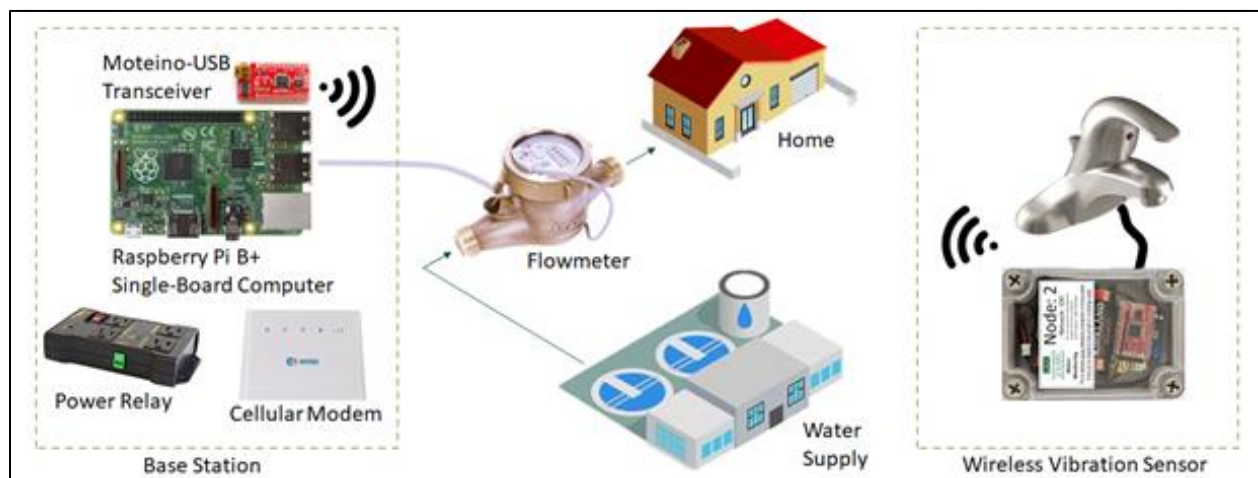 Moteino-USB
Transceiver
Raspberry Pi B+
Single-Board Computer
Power Relay
Cellular Modem
Base Station
Flowmeter
Home
Water
Supply
Node: 2
Wireless Vibration Sensor